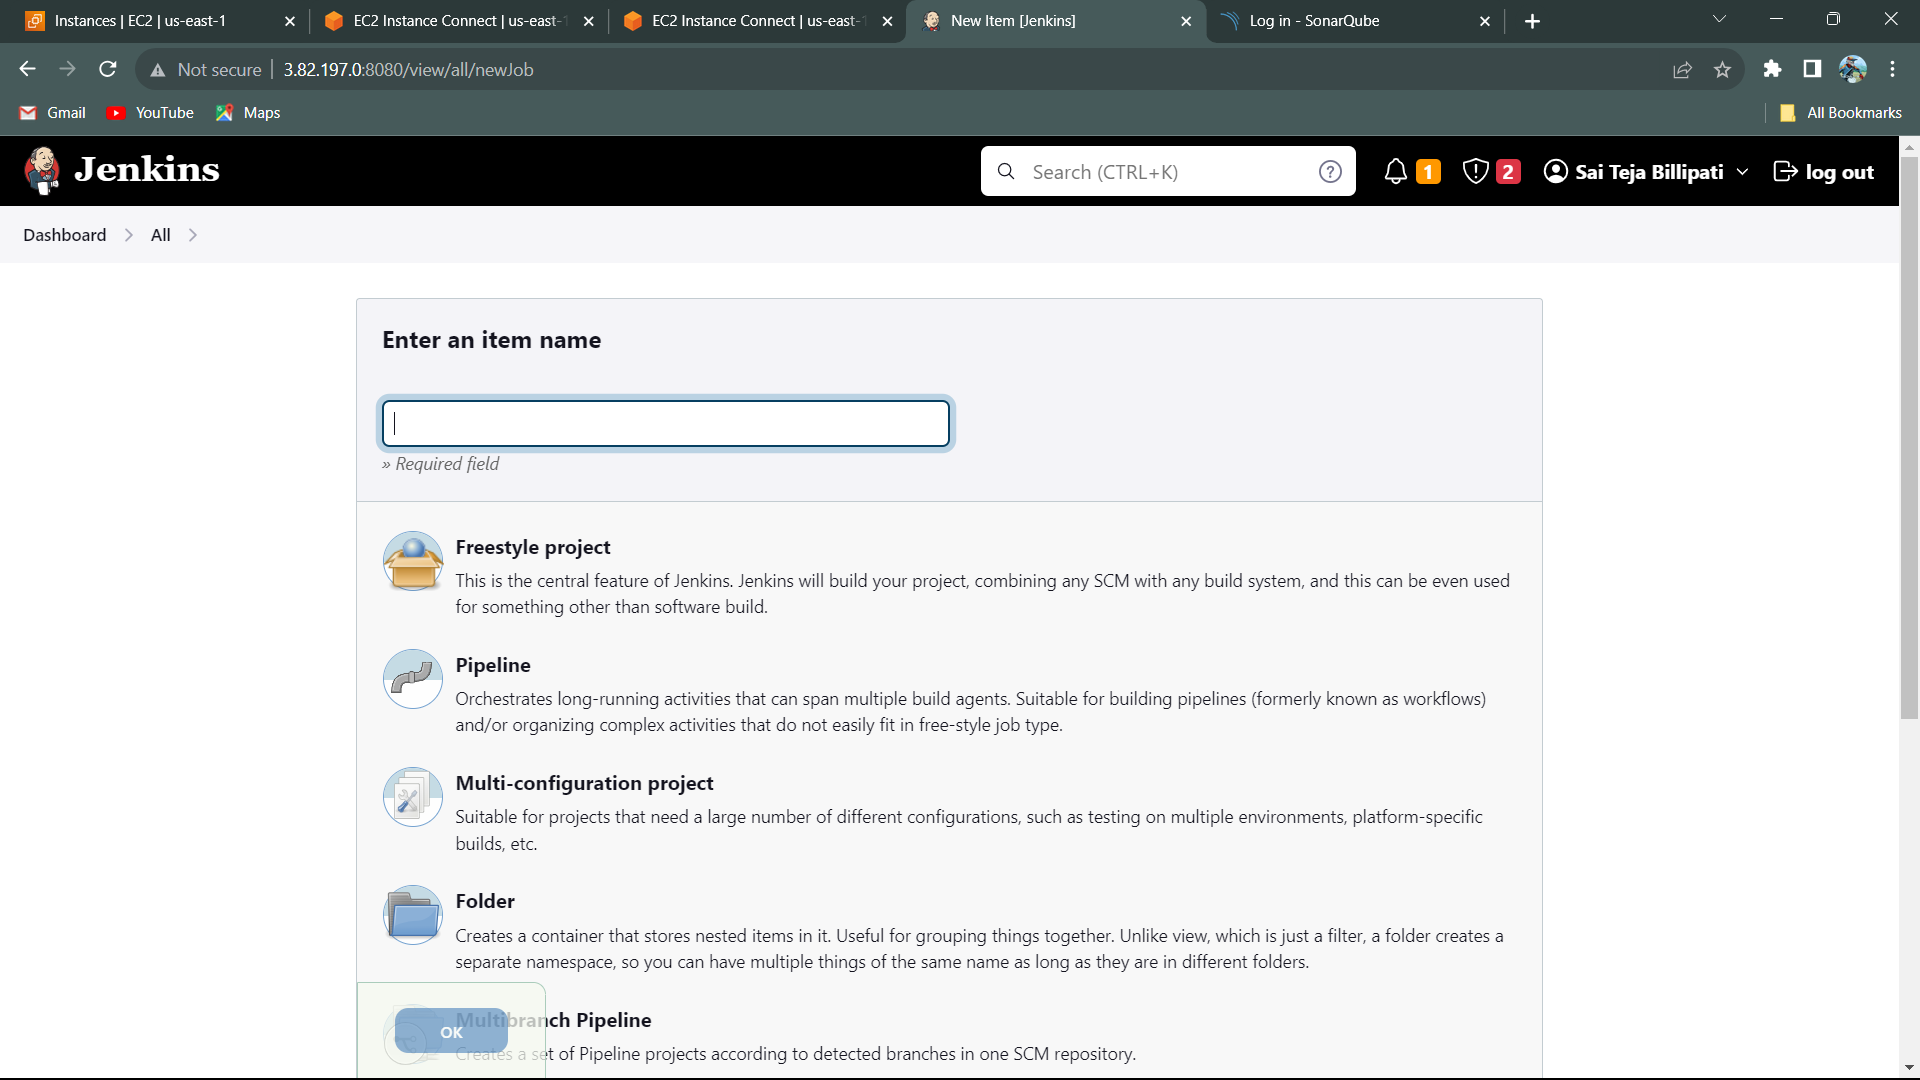 Instances | EC2 | us-east-1
EC2 Instance Connect | us-east-1
EC2 Instance Connect | us-east-1
New Item [Jenkins]
Log in - SonarQube
Not secure
3.82.197.0:8080/view/all/newJob
Gmail
YouTube
Maps
All Bookmarks
Jenkins
Search (CTRL+K)
1
2
Sai Teja Billipati
log out
Dashboard
All
Enter an item name
» Required field
Freestyle project
This is the central feature of Jenkins. Jenkins will build your project, combining any SCM with any build system, and this can be even used
for something other than software build.
Pipeline
Orchestrates long-running activities that can span multiple build agents. Suitable for building pipelines (formerly known as workflows)
and/or organizing complex activities that do not easily fit in free-style job type.
Multi-configuration project
Suitable for projects that need a large number of different configurations, such as testing on multiple environments, platform-specific
builds, etc.
Folder
Creates a container that stores nested items in it. Useful for grouping things together. Unlike view, which is just a filter, a folder creates a
separate namespace, so you can have multiple things of the same name as long as they are in different folders.
Multibranch Pipeline
OK
Creates a set of Pipeline projects according to detected branches in one SCM repository.